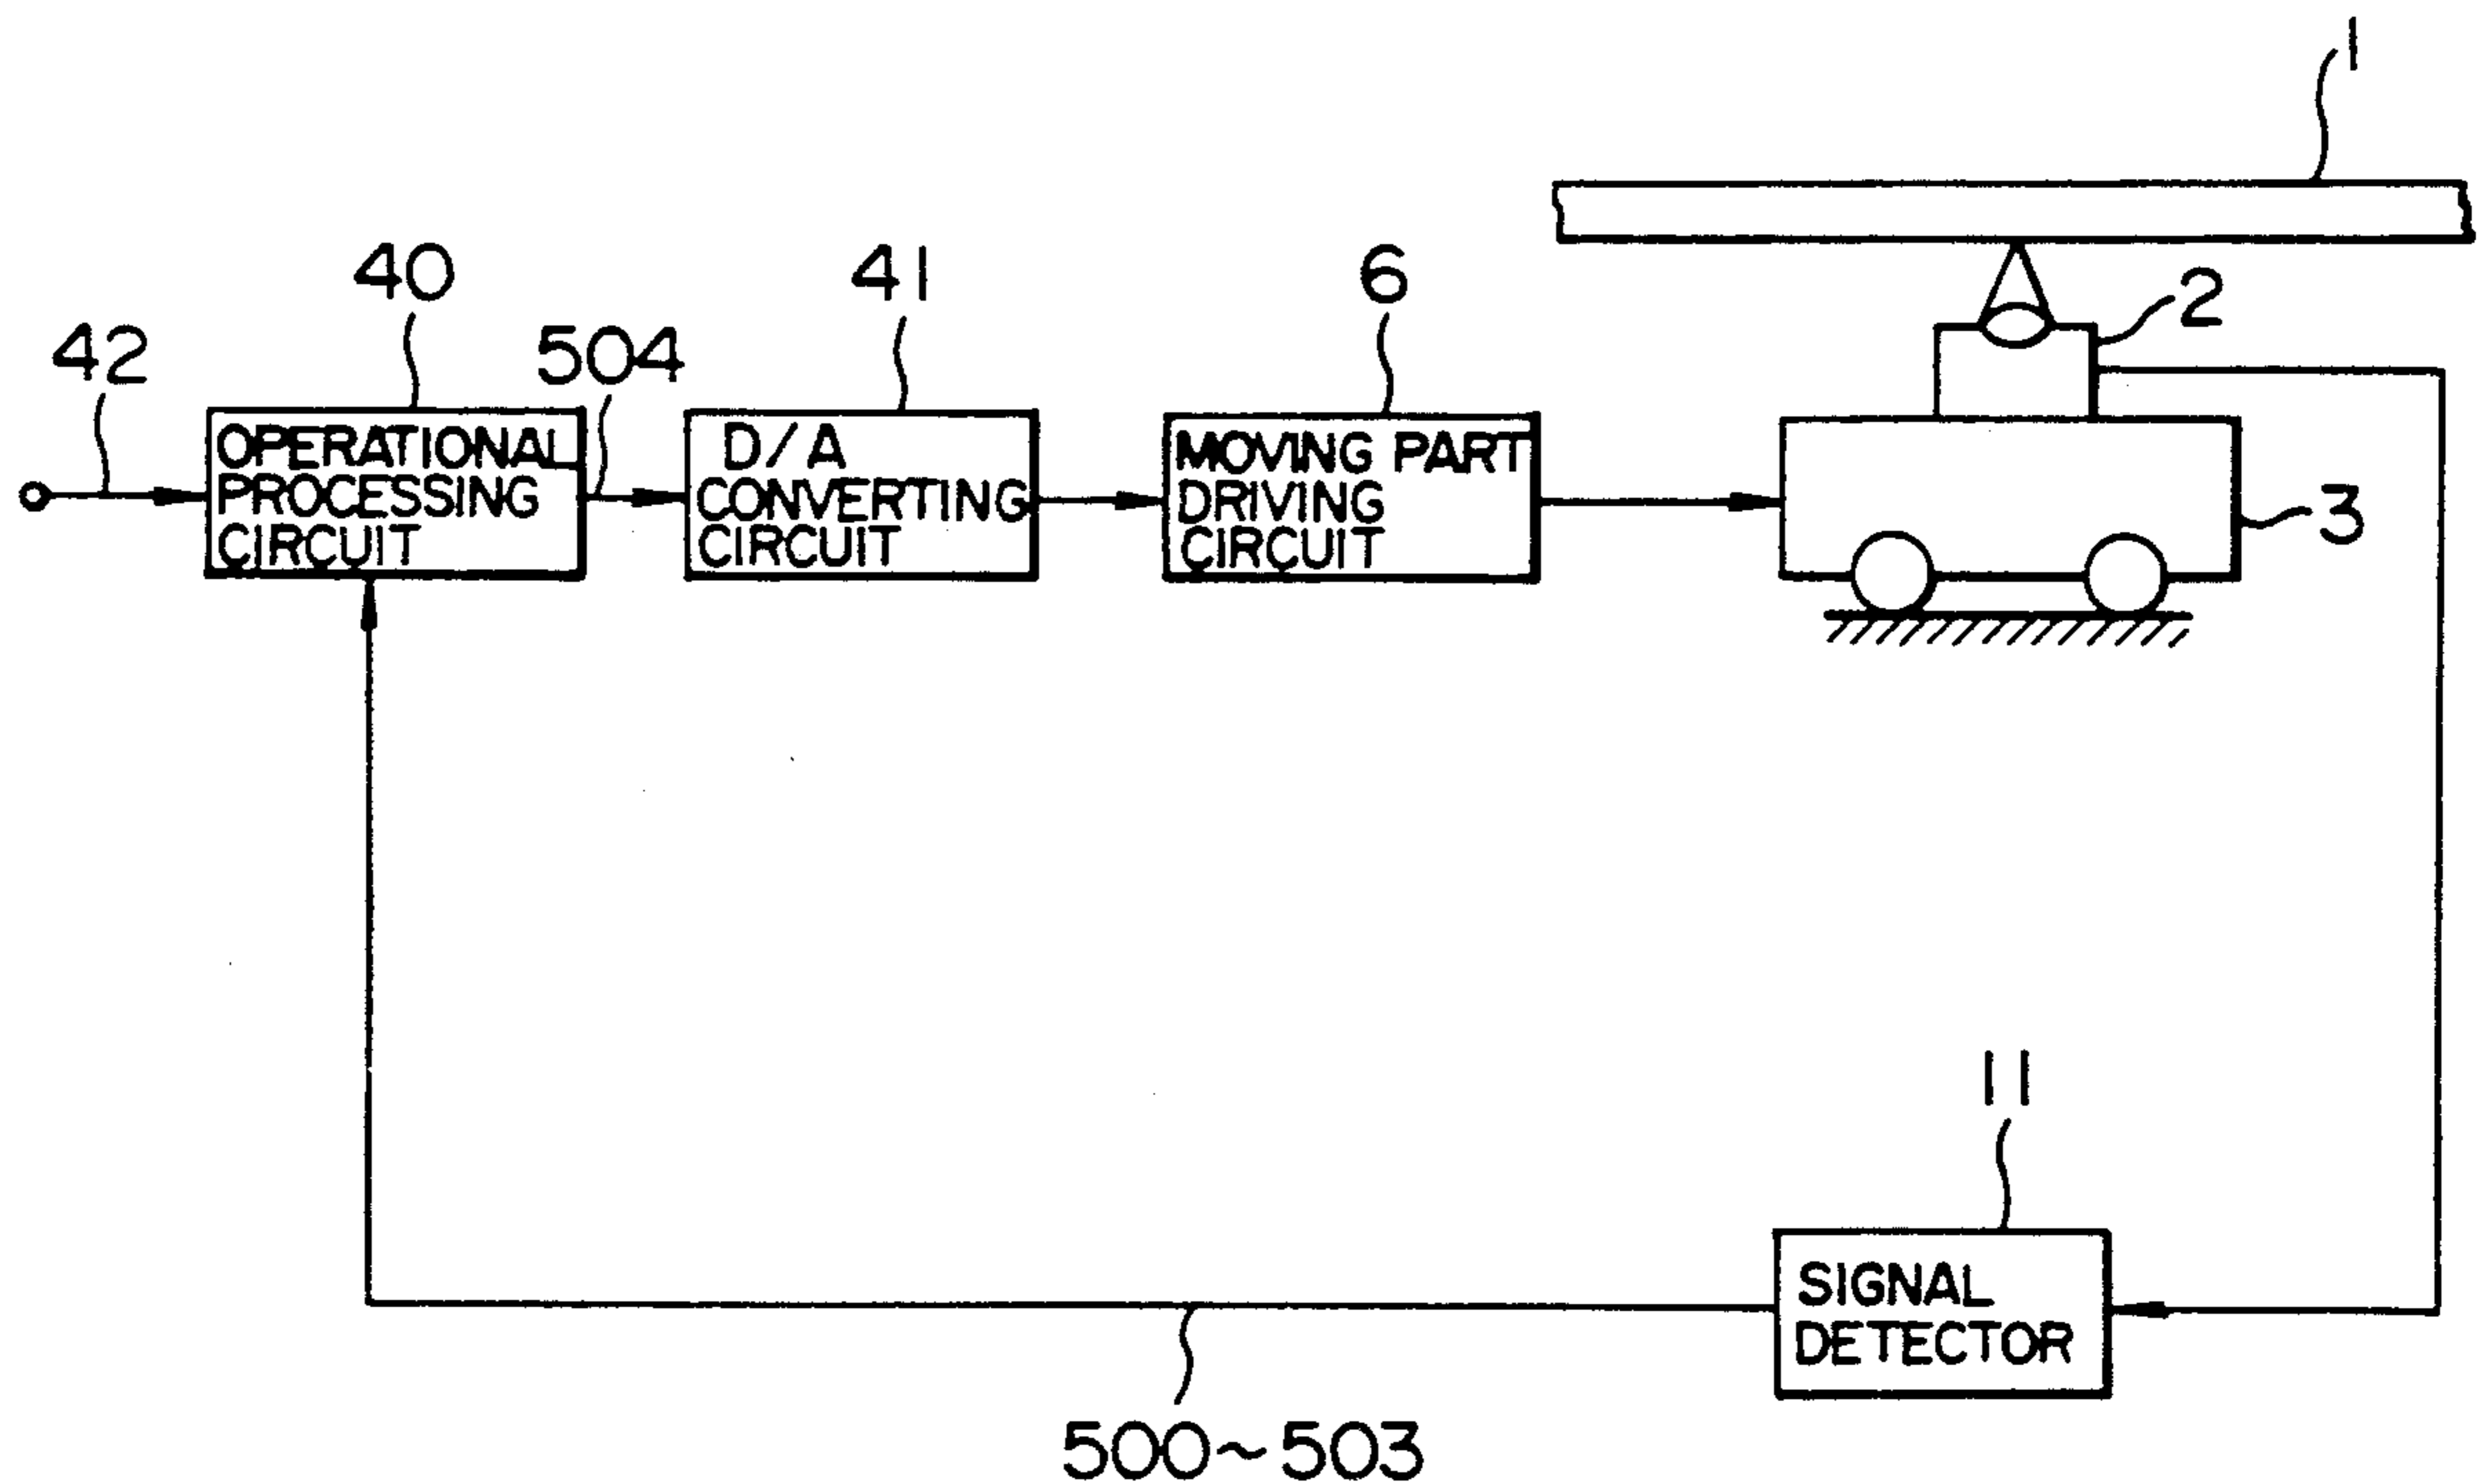 1
40
41
6
2
42
504
OPERATIONAL
PROCESSING
CIRCUIT
D/A
CONVERTING
CIRCUIT
MOVING PART
DRIVING
CIRCUIT
3
11
SIGNAL
DETECTOR
500~503